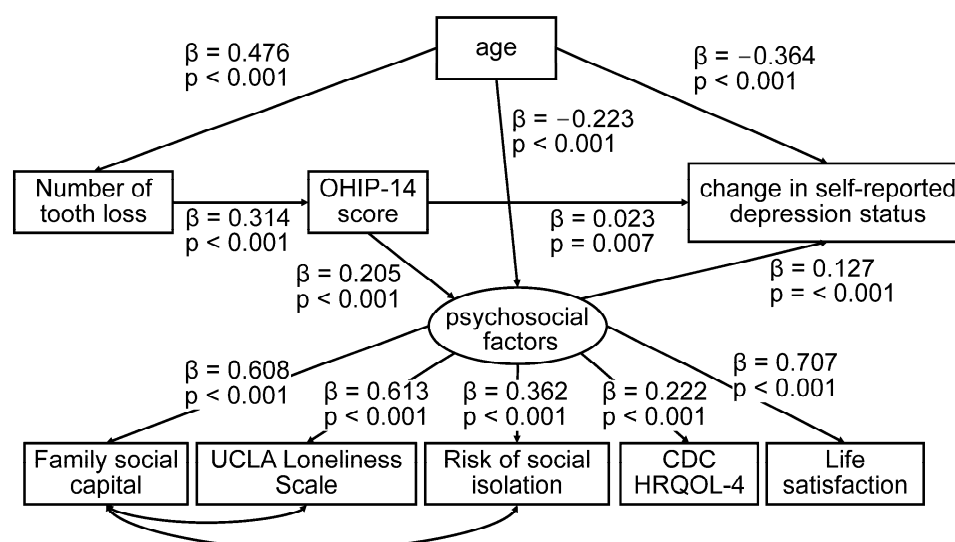 age
β = 0.476
p < 0.001
β = −0.364
p < 0.001
β = −0.223
p < 0.001
Number of
tooth loss
OHIP-14
score
change in self-reported
depression status
β = 0.314
p < 0.001
β = 0.023
p = 0.007
β = 0.205
p < 0.001
β = 0.127
p = < 0.001
psychosocial
factors
β = 0.608
p < 0.001
β = 0.613
p < 0.001
β = 0.362
p < 0.001
β = 0.222
p < 0.001
β = 0.707
p < 0.001
Family social
capital
UCLA Loneliness
Scale
Risk of social
isolation
CDC
HRQOL-4
Life
satisfaction